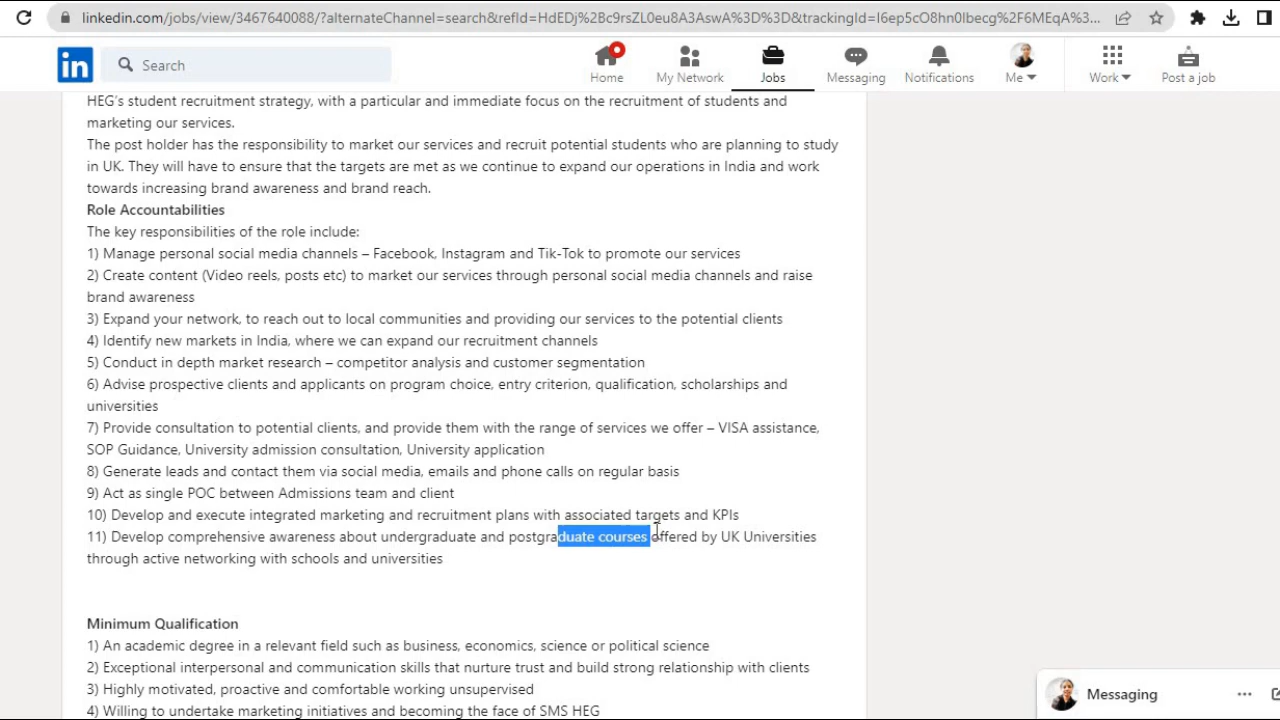 linkedin.com/jobs/view/3467640088/?alternateChannel=search&refId=HdEDj%2Bc9rsZL0eu8A3AswA%3D%3D&trackingId=I6ep5cO8hn0lbecg%2F6MEqA%3...
in
Search
Home
My Network
Jobs
Messaging
Notifications
Me
Work
Post a job
HEG's student recruitment strategy, with a particular and immediate focus on the recruitment of students and
marketing our services.
The post holder has the responsibility to market our services and recruit potential students who are planning to study
in UK. They will have to ensure that the targets are met as we continue to expand our operations in India and work
towards increasing brand awareness and brand reach.
Role Accountabilities
The key responsibilities of the role include:
1) Manage personal social media channels – Facebook, Instagram and Tik-Tok to promote our services
2) Create content (Video reels, posts etc) to market our services through personal social media channels and raise
brand awareness
3) Expand your network, to reach out to local communities and providing our services to the potential clients
4) Identify new markets in India, where we can expand our recruitment channels
5) Conduct in depth market research – competitor analysis and customer segmentation
6) Advise prospective clients and applicants on program choice, entry criterion, qualification, scholarships and
universities
7) Provide consultation to potential clients, and provide them with the range of services we offer – VISA assistance,
SOP Guidance, University admission consultation, University application
8) Generate leads and contact them via social media, emails and phone calls on regular basis
9) Act as single POC between Admissions team and client
10) Develop and execute integrated marketing and recruitment plans with associated targets and KPIs
11) Develop comprehensive awareness about undergraduate and postgraduate courses offered by UK Universities
through active networking with schools and universities
Minimum Qualification
1) An academic degree in a relevant field such as business, economics, science or political science
2) Exceptional interpersonal and communication skills that nurture trust and build strong relationship with clients
3) Highly motivated, proactive and comfortable working unsupervised
4) Willing to undertake marketing initiatives and becoming the face of SMS HEG
Messaging